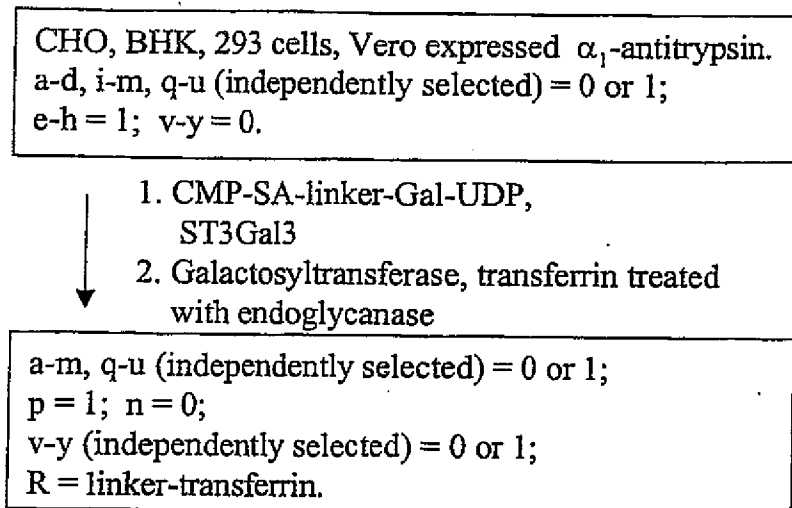 CHO, BHK, 293 cells, Vero expressed α₁-antitrypsin.
a-d, i-m, q-u (independently selected) = 0 or 1;
e-h = 1; v-y = 0.
1. CMP-SA-linker-Gal-UDP,
ST3Gal3
2. Galactosyltransferase, transferrin treated
with endoglycanase
a-m, q-u (independently selected) = 0 or 1;
p = 1; n = 0;
v-y (independently selected) = 0 or 1;
R = linker-transferrin.